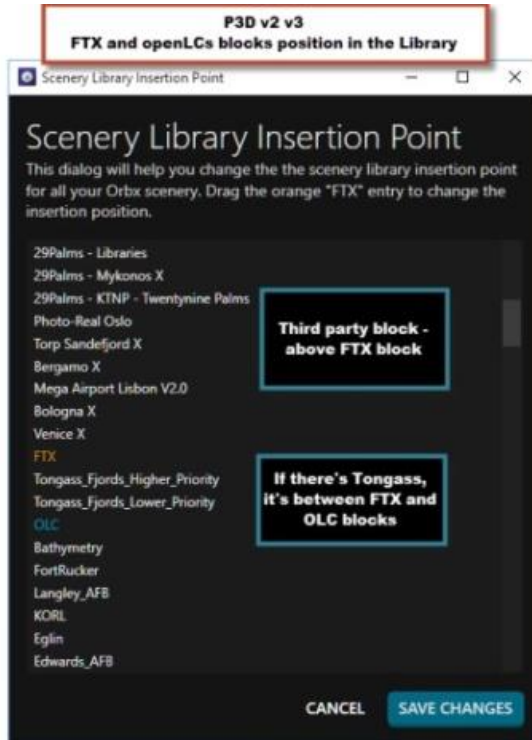 P3D v2 v3
FTX and openLCs blocks position in the Library
Scenery Library Insertion Point
Scenery Library Insertion Point
This dialog will help you change the the scenery library insertion point
for all your Orbx scenery. Drag the orange "FTX" entry to change the
insertion position.
29Palms - Libraries
29Palms - Mykonos X
29Palms - KTNP - Twentynine Palms
Photo-Real Oslo
Torp Sandefjord X
Bergamo X
Mega Airport Lisbon V2.0
Bologna X
Venice X
FTX
Tongass_Fjords_Higher_Priority
Tongass_Fjords_Lower_Priority
OLC
Bathymetry
FortRucker
Langley_AFB
KORL
Eglin
Edwards_AFB
Third party block -
above FTX block
If there's Tongass,
it's between FTX and
OLC blocks
CANCEL
SAVE CHANGES